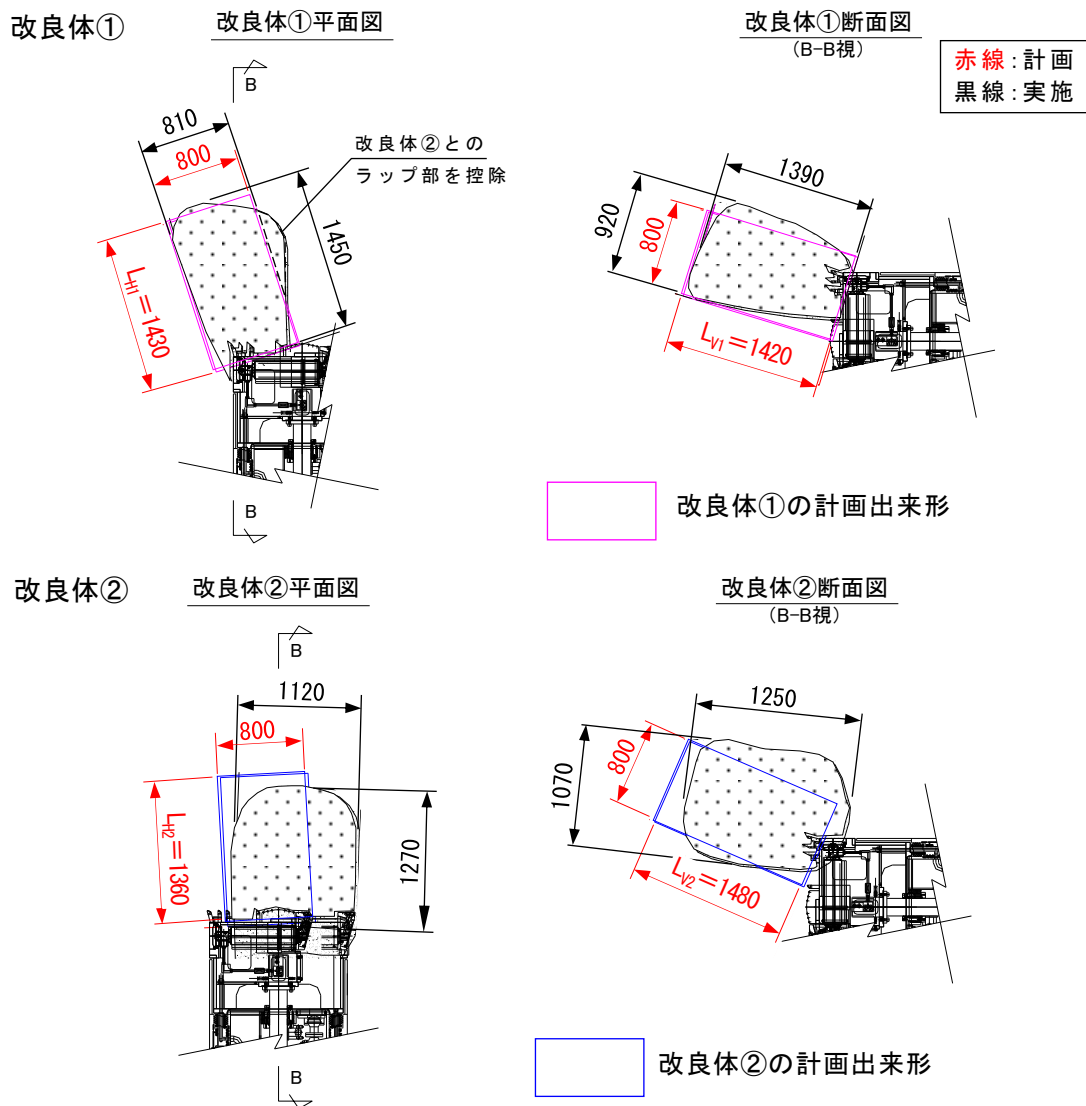 改良体①
改良体①平面図
改良体①断面図
(B-B視)
赤線:計画
黒線:実施
B
810
800
改良体②との
ラップ部を控除
1450
LH1=1430
B
1390
920
800
LV1=1420
改良体①の計画出来形
改良体②
改良体②平面図
改良体②断面図
(B-B視)
B
1120
800
LH2=1360
1270
B
1250
1070
800
LV2=1480
改良体②の計画出来形